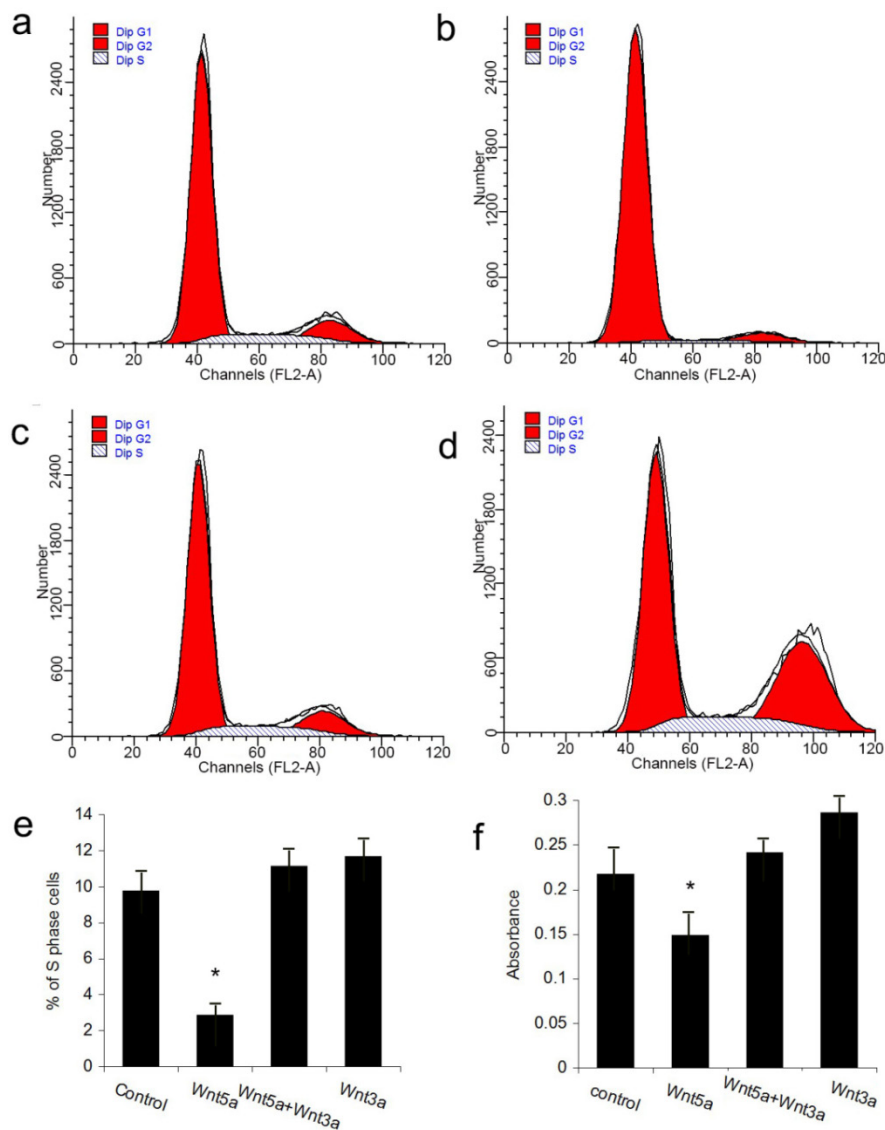 a
Dip G1
Dip G2
Dip S
Number
2400
1800
1200
600
0
0 20 40 60 80 100 120
Channels (FL2-A)
b
Dip G1
Dip G2
Dip S
Number
2400
1800
1200
600
0
0 20 40 60 80 100 120
Channels (FL2-A)
c
Dip G1
Dip G2
Dip S
Number
2400
1800
1200
600
0
0 20 40 60 80 100 120
Channels (FL2-A)
d
Dip G1
Dip G2
Dip S
Number
2400
1800
1200
600
0
0 20 40 60 80 100 120
Channels (FL2-A)
e
% of S phase cells
14
12
10
8
6
4
2
0
*
Control Wnt5a Wnt5a+Wnt3a Wnt3a
f
Absorbance
0.3
0.25
0.2
0.15
0.1
0.05
0
*
control Wnt5a Wnt5a+Wnt3a Wnt3a